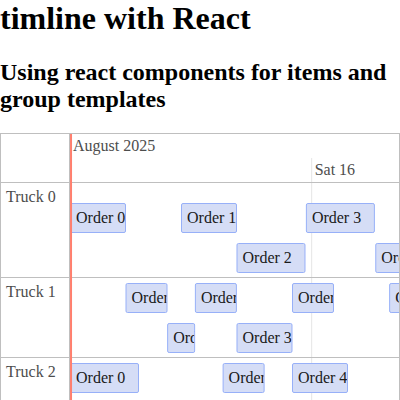 timline with React
Using react components for items and
group templates
August 2025
Sat 16
Truck 0
Order 0
Order 1
Order 3
Order 2
Or
Truck 1
Order
Order
Order
Ord
Order 3
Truck 2
Order 0
Order
Order 4